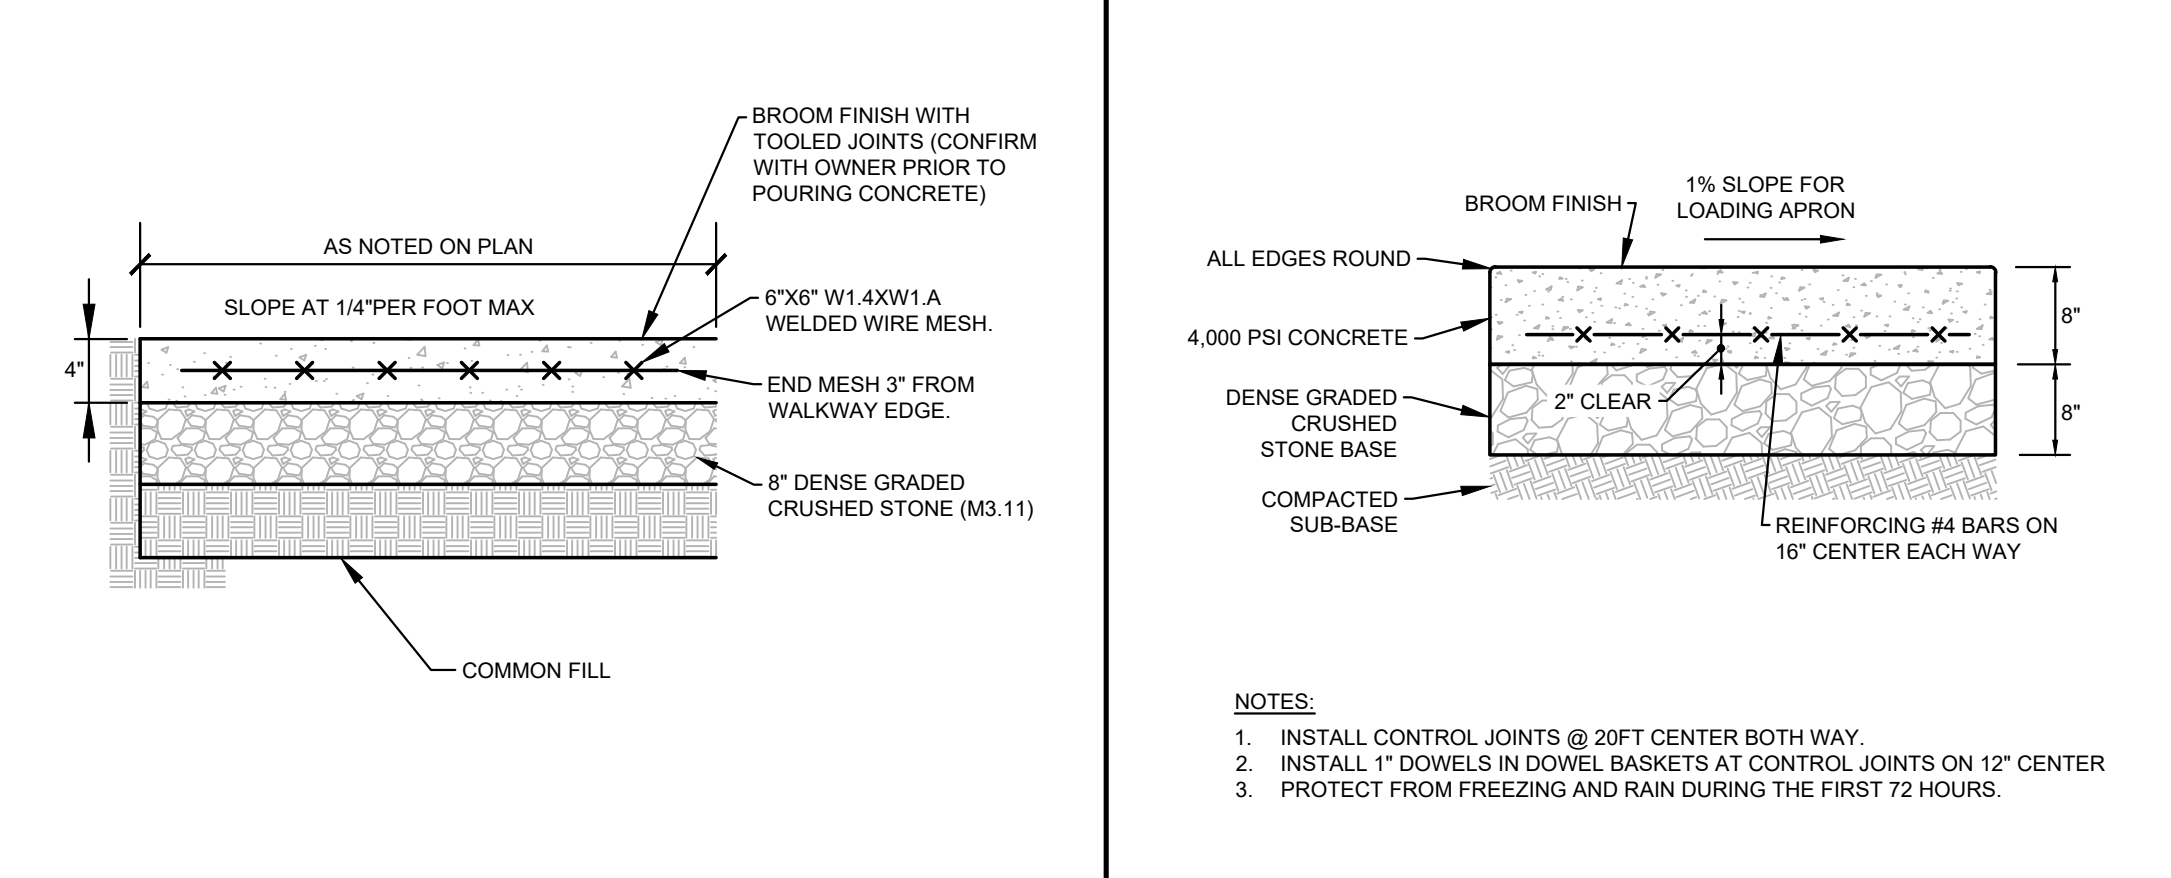 BROOM FINISH WITH
TOOLED JOINTS (CONFIRM
WITH OWNER PRIOR TO
POURING CONCRETE)
AS NOTED ON PLAN
SLOPE AT 1/4"PER FOOT MAX
6"X6" W1.4XW1.A
WELDED WIRE MESH.
4"
END MESH 3" FROM
WALKWAY EDGE.
8" DENSE GRADED
CRUSHED STONE (M3.11)
COMMON FILL
1% SLOPE FOR
LOADING APRON
BROOM FINISH
ALL EDGES ROUND
8"
4,000 PSI CONCRETE
2" CLEAR
DENSE GRADED
CRUSHED
STONE BASE
8"
COMPACTED
SUB-BASE
REINFORCING #4 BARS ON
16" CENTER EACH WAY
NOTES:
1. INSTALL CONTROL JOINTS @ 20FT CENTER BOTH WAY.
2. INSTALL 1" DOWELS IN DOWEL BASKETS AT CONTROL JOINTS ON 12" CENTER
3. PROTECT FROM FREEZING AND RAIN DURING THE FIRST 72 HOURS.